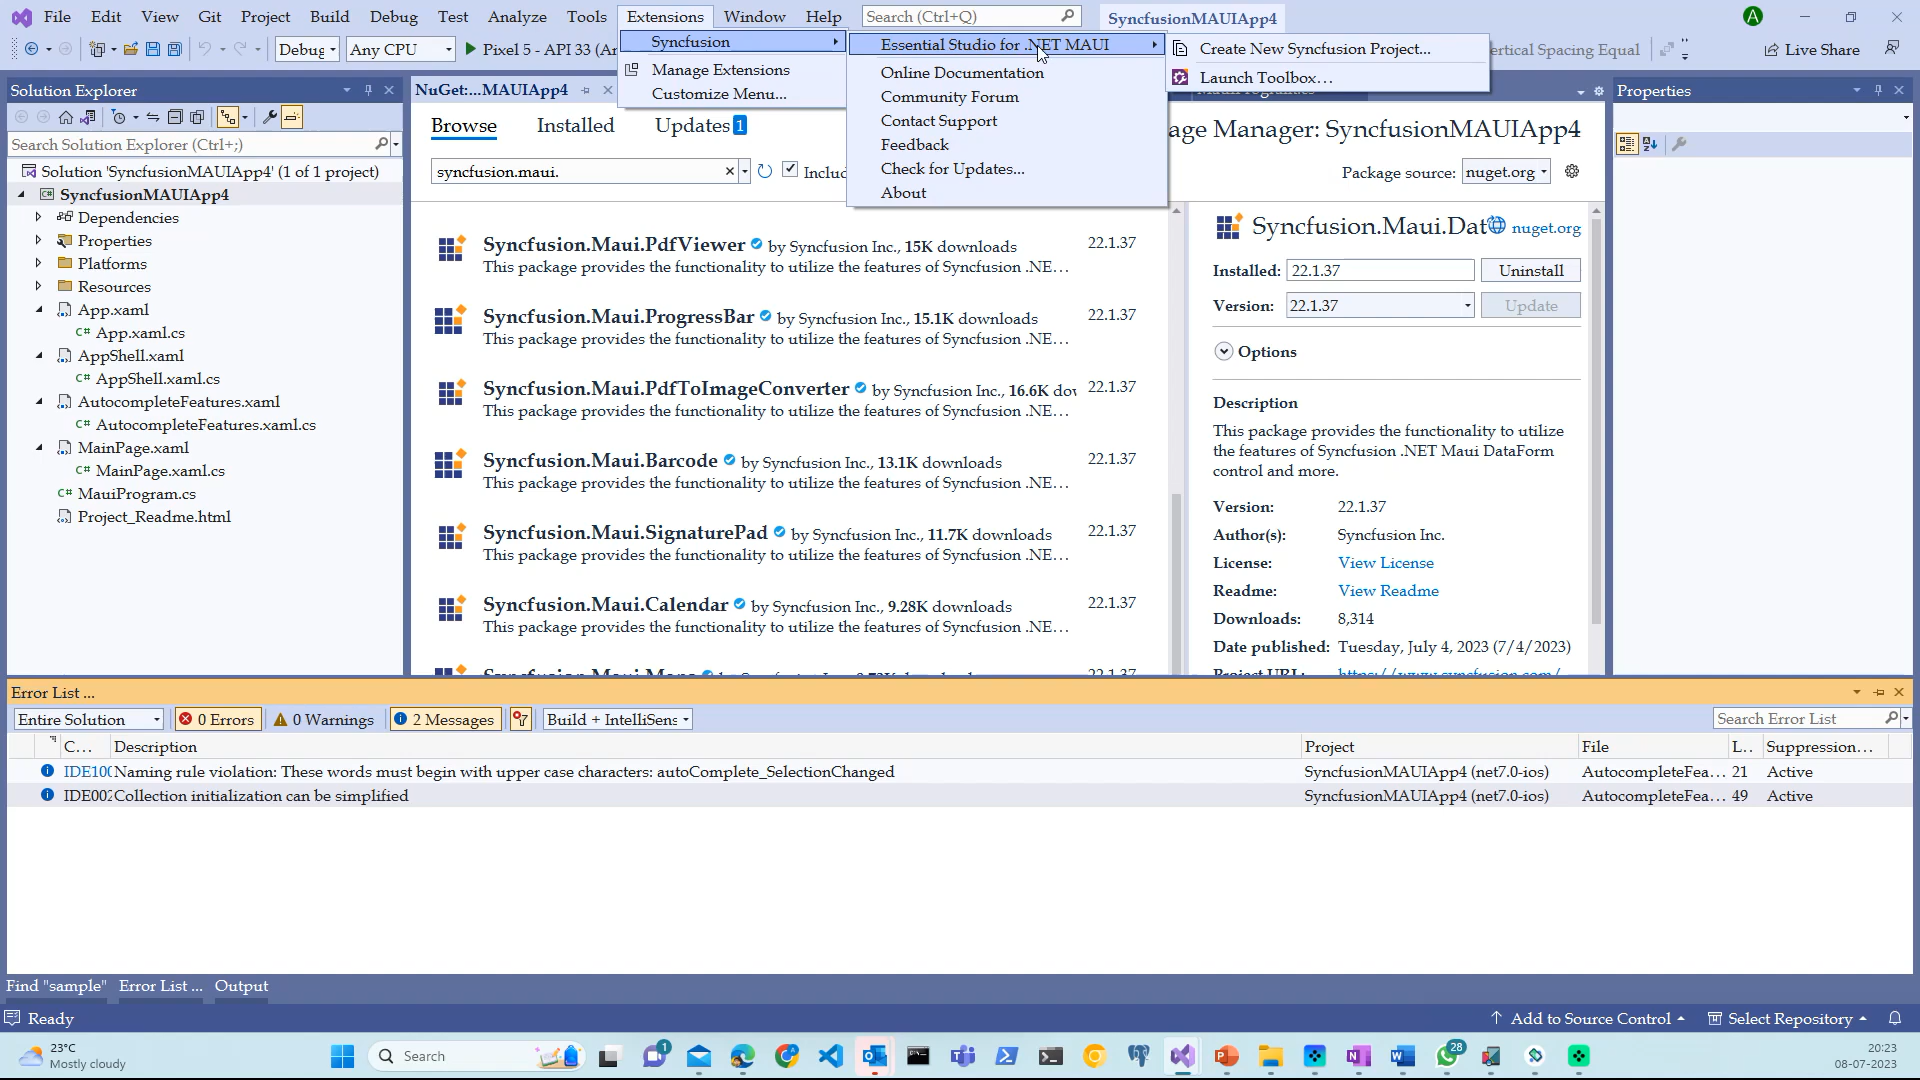 File Edit View Git Project Build Debug Test Analyze Tools Extensions Window Help Search (Ctrl+Q) SyncfusionMAUIApp4
A
Debug Any CPU Pixel 5 - API 33 (An
Vertical Spacing Equal Live Share
Syncfusion
Manage Extensions
Customize Menu...
Essential Studio for .NET MAUI
Online Documentation
Community Forum
Contact Support
Feedback
Check for Updates...
About
Create New Syncfusion Project...
Launch Toolbox...
Solution Explorer
Search Solution Explorer (Ctrl+;)
Solution 'SyncfusionMAUIApp4' (1 of 1 project)
SyncfusionMAUIApp4
Dependencies
Properties
Platforms
Resources
App.xaml
C# App.xaml.cs
AppShell.xaml
C# AppShell.xaml.cs
AutocompleteFeatures.xaml
C# AutocompleteFeatures.xaml.cs
MainPage.xaml
C# MainPage.xaml.cs
C# MauiProgram.cs
Project_Readme.html
NuGet:...MAUIApp4
Browse Installed Updates 1
age Manager: SyncfusionMAUIApp4
syncfusion.maui. Includ
Package source: nuget.org
Syncfusion.Maui.PdfViewer by Syncfusion Inc., 15K downloads 22.1.37
This package provides the functionality to utilize the features of Syncfusion .NE...
Syncfusion.Maui.ProgressBar by Syncfusion Inc., 15.1K downloads 22.1.37
This package provides the functionality to utilize the features of Syncfusion .NE...
Syncfusion.Maui.PdfToImageConverter by Syncfusion Inc., 16.6K dow 22.1.37
This package provides the functionality to utilize the features of Syncfusion .NE...
Syncfusion.Maui.Barcode by Syncfusion Inc., 13.1K downloads 22.1.37
This package provides the functionality to utilize the features of Syncfusion .NE...
Syncfusion.Maui.SignaturePad by Syncfusion Inc., 11.7K downloads 22.1.37
This package provides the functionality to utilize the features of Syncfusion .NE...
Syncfusion.Maui.Calendar by Syncfusion Inc., 9.28K downloads 22.1.37
This package provides the functionality to utilize the features of Syncfusion .NE...
Syncfusion.Maui.Dat nuget.org
Installed: 22.1.37 Uninstall
Version: 22.1.37 Update
Options
Description
This package provides the functionality to utilize
the features of Syncfusion .NET Maui DataForm
control and more.
Version: 22.1.37
Author(s): Syncfusion Inc.
License: View License
Readme: View Readme
Downloads: 8,314
Date published: Tuesday, July 4, 2023 (7/4/2023)
Project URL: https://www.syncfusion.com/
Properties
Error List ...
Entire Solution 0 Errors 0 Warnings 2 Messages Build + IntelliSens Search Error List
C... Description Project File L.. Suppression...
IDE100 Naming rule violation: These words must begin with upper case characters: autoComplete_SelectionChanged SyncfusionMAUIApp4 (net7.0-ios) AutocompleteFea... 21 Active
IDE002 Collection initialization can be simplified SyncfusionMAUIApp4 (net7.0-ios) AutocompleteFea... 49 Active
Find "sample" Error List ... Output
Ready Add to Source Control Select Repository
23°C
Mostly cloudy
Search
1
28
20:23
08-07-2023